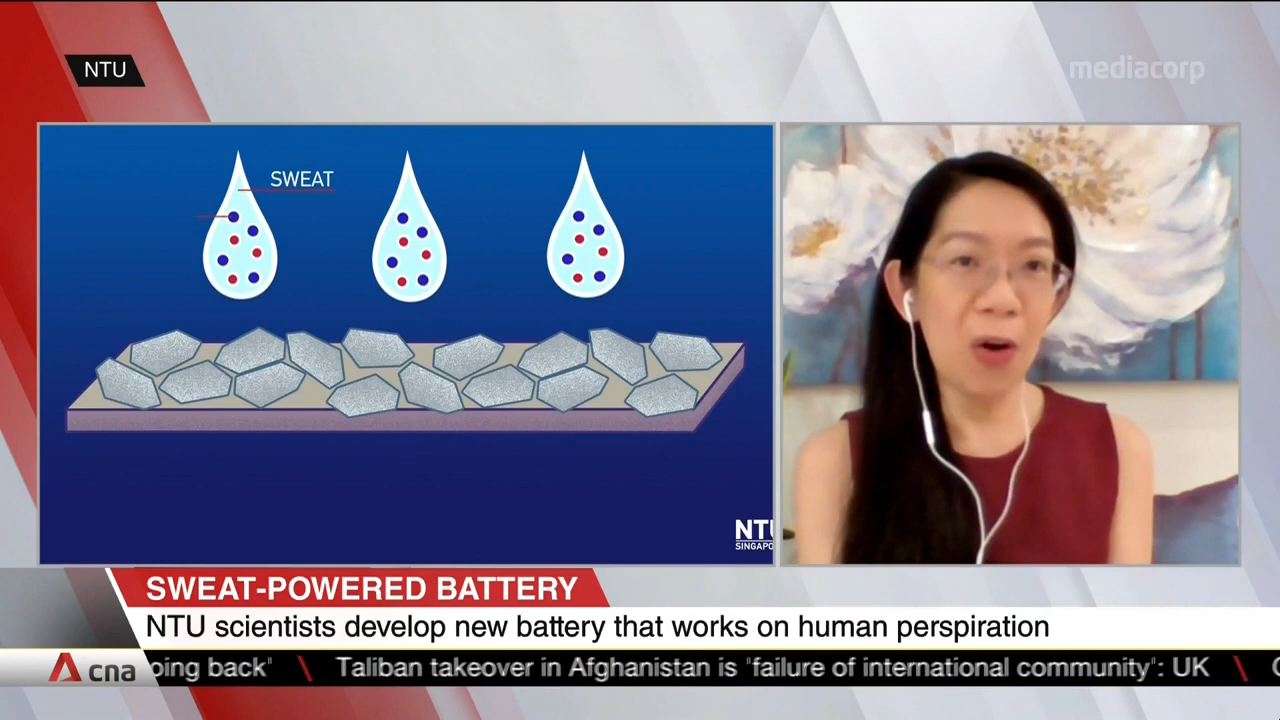 NTU
mediacorp
SWEAT
NTU
SINGAPO
SWEAT-POWERED BATTERY
NTU scientists develop new battery that works on human perspiration
cna
oing back" \ Taliban takeover in Afghanistan is "failure of international community": UK \